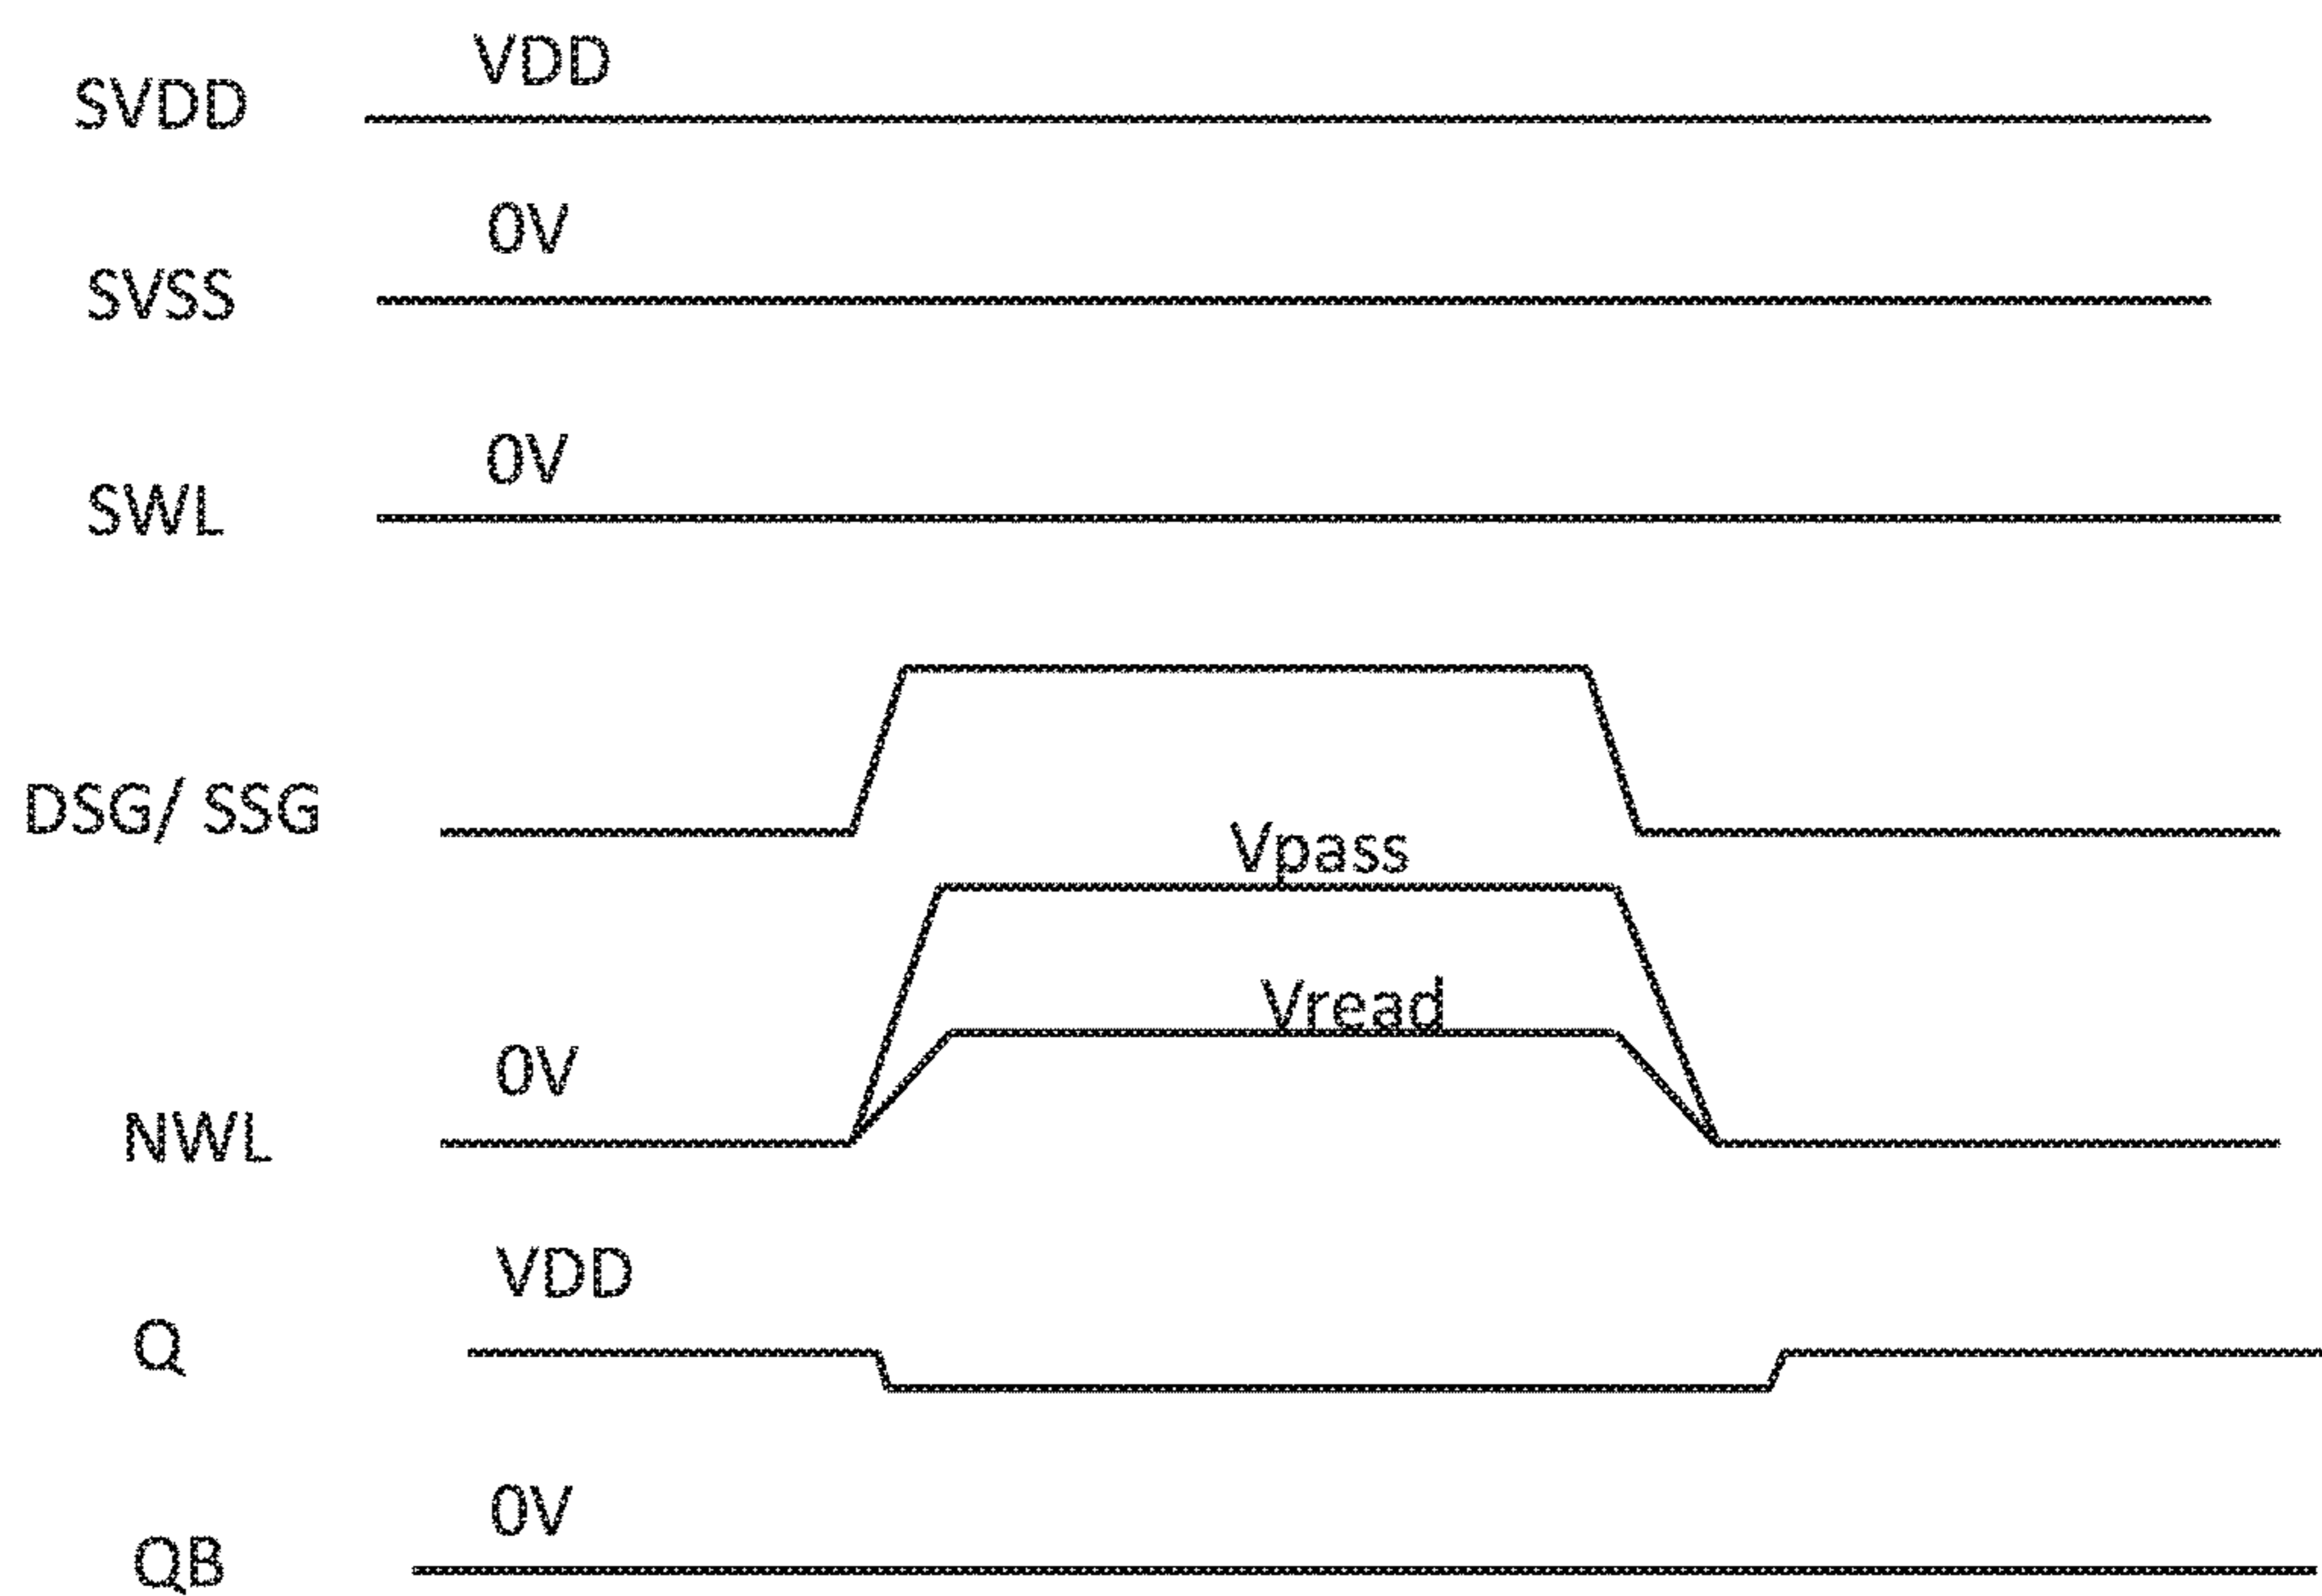 VDD
SVDD
0V
SVSS
0V
SWL
DSG/ SSG
Vpass
Vread
0V
NWL
VDD
Q
0V
QB